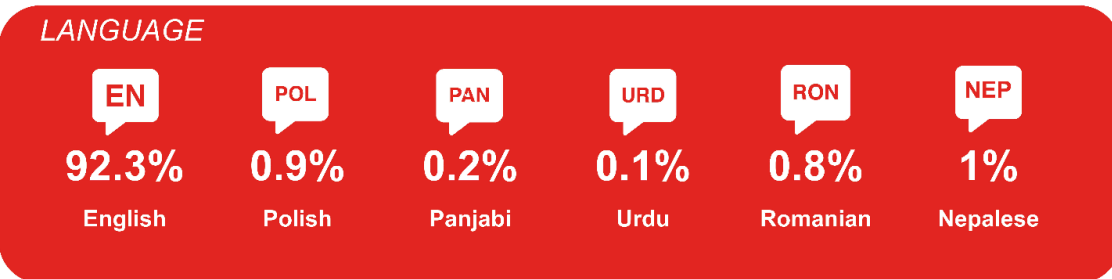 LANGUAGE
EN POL PAN URD RON NEP
92.3% 0.9% 0.2% 0.1% 0.8% 1%
English Polish Panjabi Urdu Romanian Nepalese